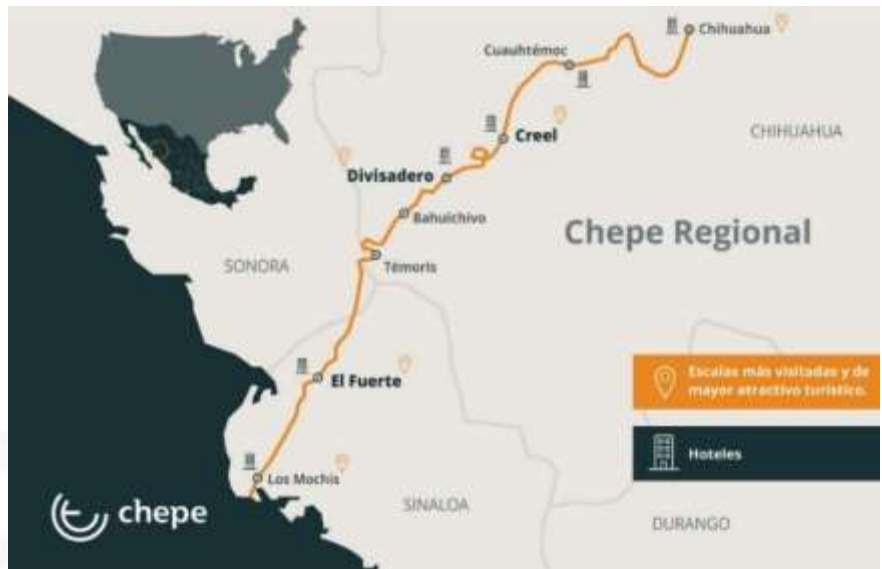 Chihuahua
Cuauhtémoc
CHIHUAHUA
Creel
Divisadero
Bahuichivo
Chepe Regional
SONORA
Témoris
Escalas más visitadas y de
mayor atractivo turístico.
El Fuerte
Hoteles
Los Mochis
chepe
SINALOA
DURANGO